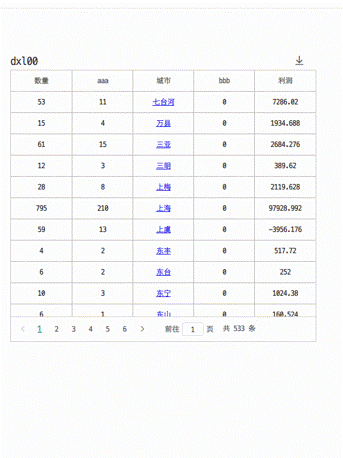 dxl00
数量 aaa 城市 bbb 利润
53 11 七台河 0 7286.02
15 4 万县 0 1934.688
61 15 三亚 0 2684.276
12 3 三明 0 389.62
28 8 上梅 0 2119.628
795 210 上海 0 97928.992
59 13 上虞 0 -3956.176
4 2 东丰 0 517.72
6 2 东台 0 252
10 3 东宁 0 1024.38
6 1 东山 0 160.524
1 2 3 4 5 6 前往 1 页 共 533 条